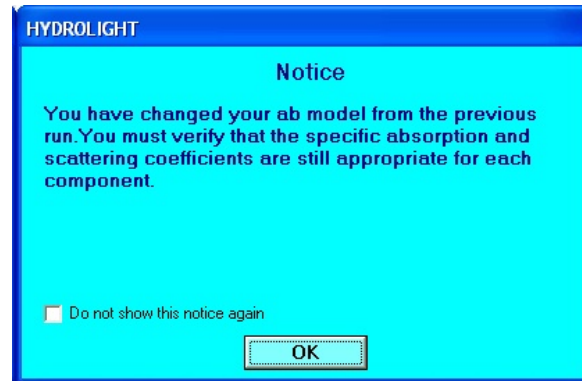 HYDROLIGHT
Notice
You have changed your ab model from the previous
run.You must verify that the specific absorption and
scattering coefficients are still appropriate for each
component.
Do not show this notice again
OK